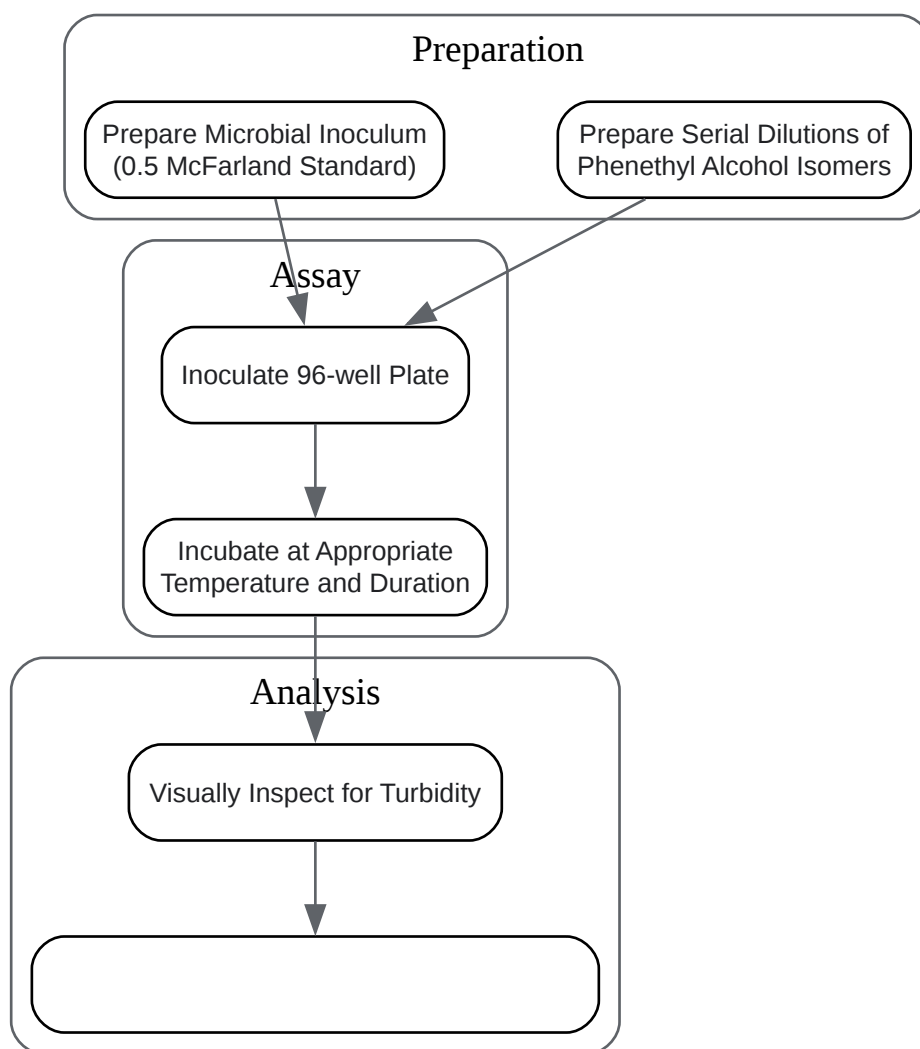 Preparation
Prepare Microbial Inoculum
(0.5 McFarland Standard)
Prepare Serial Dilutions of
Phenethyl Alcohol Isomers
Assay
Inoculate 96-well Plate
Incubate at Appropriate
Temperature and Duration
Analysis
Visually Inspect for Turbidity